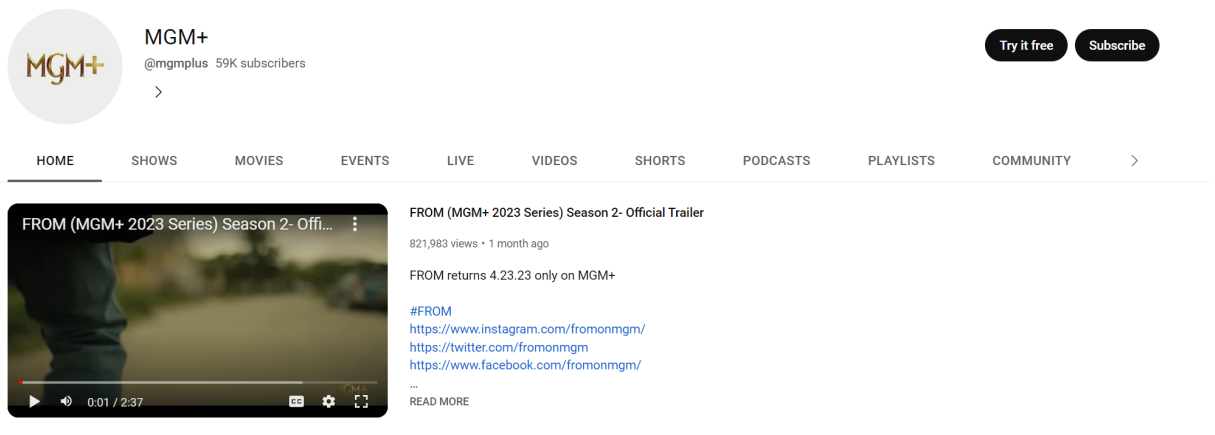 MGM+
MGM+
@mgmplus 59K subscribers
Try it free
Subscribe
HOME
SHOWS
MOVIES
EVENTS
LIVE
VIDEOS
SHORTS
PODCASTS
PLAYLISTS
COMMUNITY
FROM (MGM+ 2023 Series) Season 2- Offi...
MGM+
0:01 / 2:37
CC
FROM (MGM+ 2023 Series) Season 2- Official Trailer
821,983 views • 1 month ago
FROM returns 4.23.23 only on MGM+
#FROM
https://www.instagram.com/fromonmgm/
https://twitter.com/fromonmgm
https://www.facebook.com/fromonmgm/
...
READ MORE